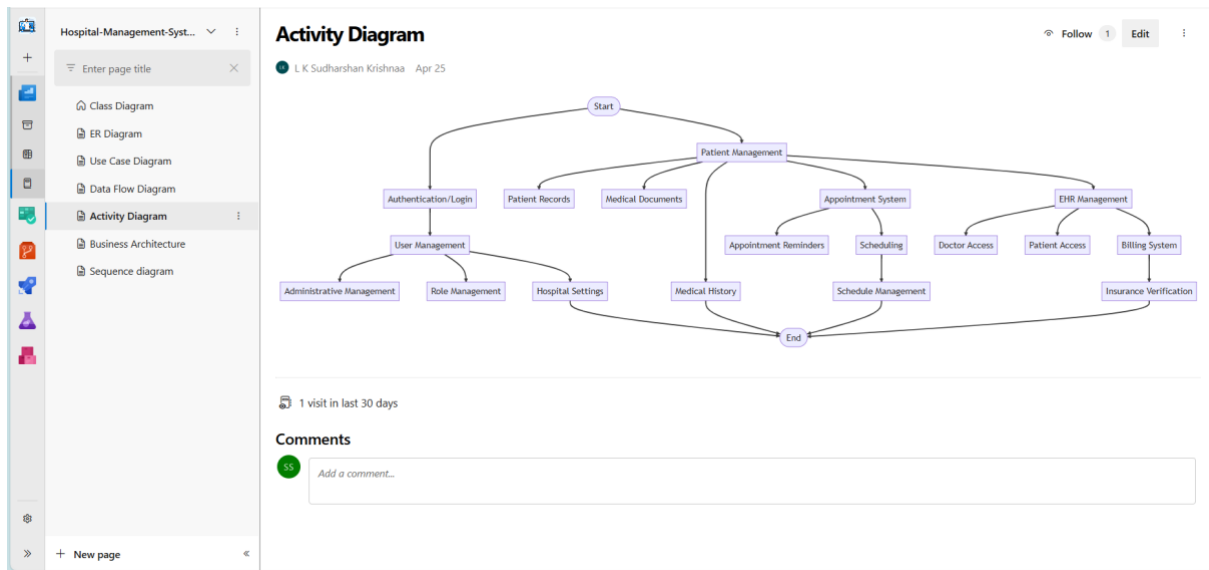 Hospital-Management-Syst...
Enter page title
Class Diagram
ER Diagram
Use Case Diagram
Data Flow Diagram
Activity Diagram
Business Architecture
Sequence diagram
New page
Activity Diagram
Follow 1 Edit
L K Sudharshan Krishnaa Apr 25
Start
Patient Management
Authentication/Login Patient Records Medical Documents Appointment System EHR Management
User Management Appointment Reminders Scheduling Doctor Access Patient Access Billing System
Administrative Management Role Management Hospital Settings Medical History Schedule Management Insurance Verification
End
1 visit in last 30 days
Comments
SS
Add a comment...